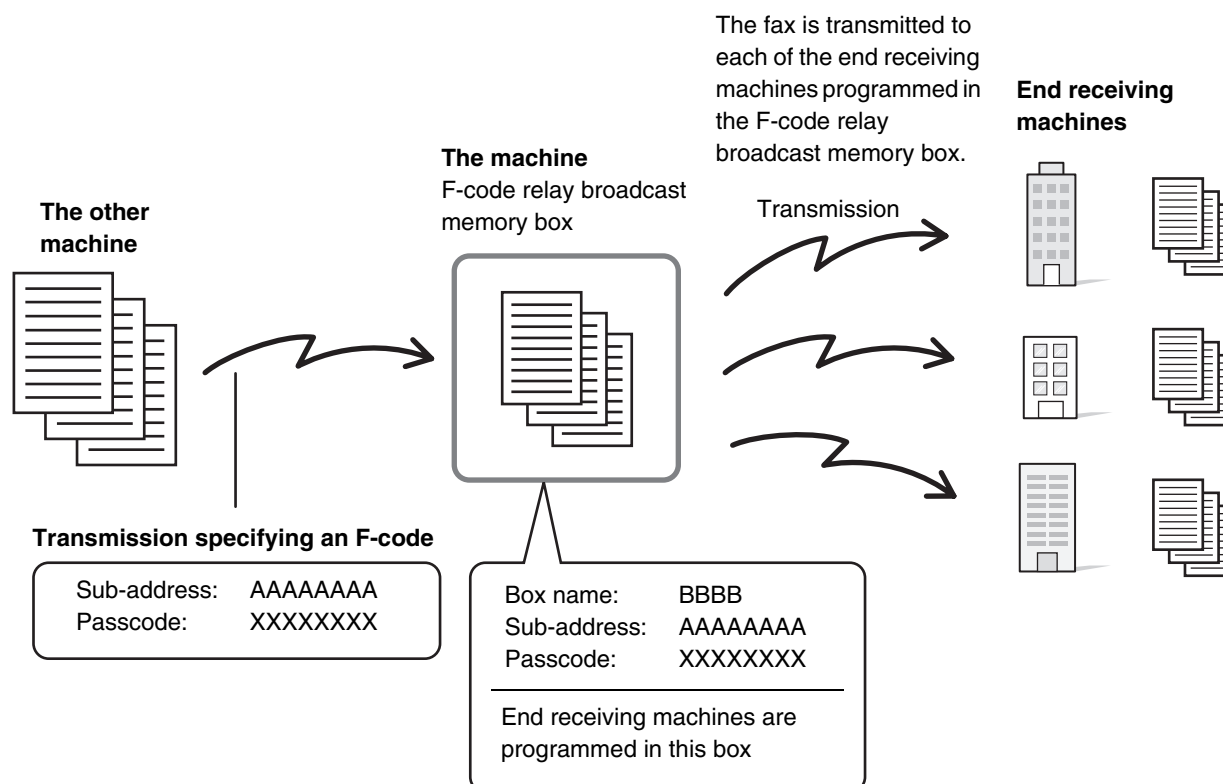 The fax is transmitted to
each of the end receiving
machines programmed in
the F-code relay
broadcast memory box.
End receiving
machines
The machine
F-code relay broadcast
memory box
The other
machine
Transmission
Transmission specifying an F-code
Sub-address: AAAAAAAA
Passcode: XXXXXXXX
Box name: BBBB
Sub-address: AAAAAAAA
Passcode: XXXXXXXX
End receiving machines are
programmed in this box